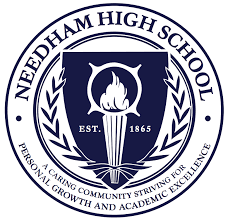 · NEEDHAM HIGH SCHOOL ·
EST. 1865
A CARING COMMUNITY STRIVING FOR
PERSONAL GROWTH AND ACADEMIC EXCELLENCE